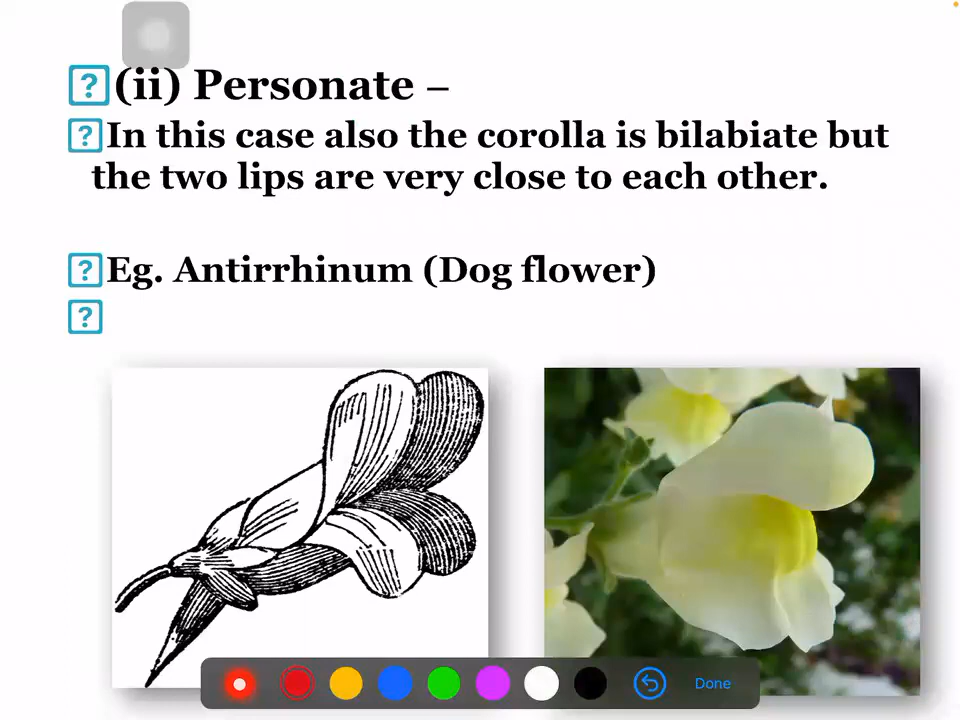 (ii) Personate –
In this case also the corolla is bilabiate but
the two lips are very close to each other.
Eg. Antirrhinum (Dog flower)
Done